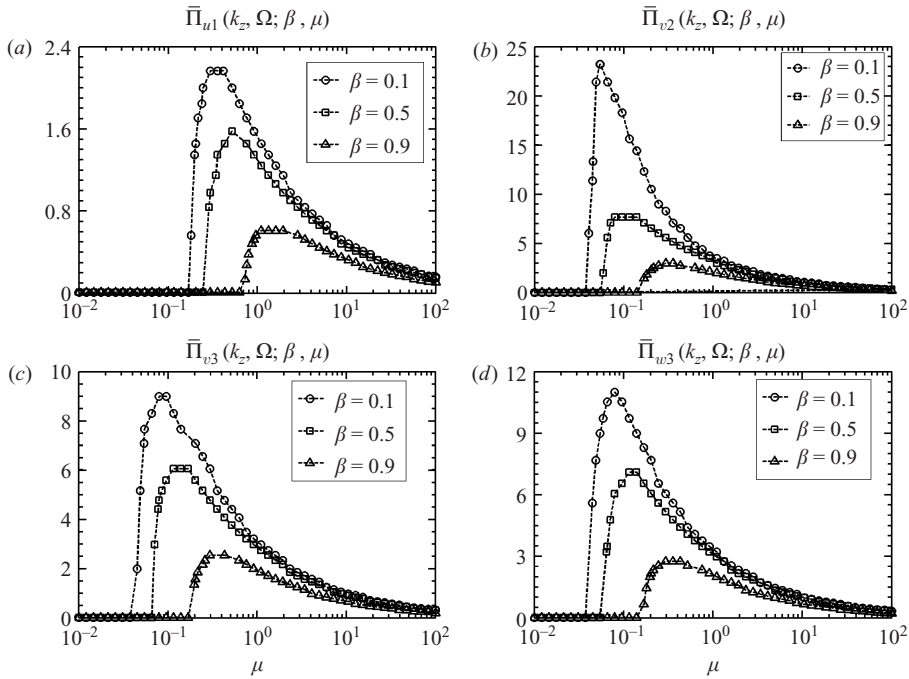 Π̄u1 (kz, Ω; β, μ)
(a)
2.4
1.6
0.8
0
β = 0.1
β = 0.5
β = 0.9
10−2 10−1 100 101 102
Π̄v2 (kz, Ω; β, μ)
(b)
25
20
15
10
5
0
β = 0.1
β = 0.5
β = 0.9
10−2 10−1 100 101 102
Π̄v3 (kz, Ω; β, μ)
(c)
10
8
6
4
2
0
β = 0.1
β = 0.5
β = 0.9
10−2 10−1 100 101 102
μ
Π̄w3 (kz, Ω; β, μ)
(d)
12
9
6
3
0
β = 0.1
β = 0.5
β = 0.9
10−2 10−1 100 101 102
μ